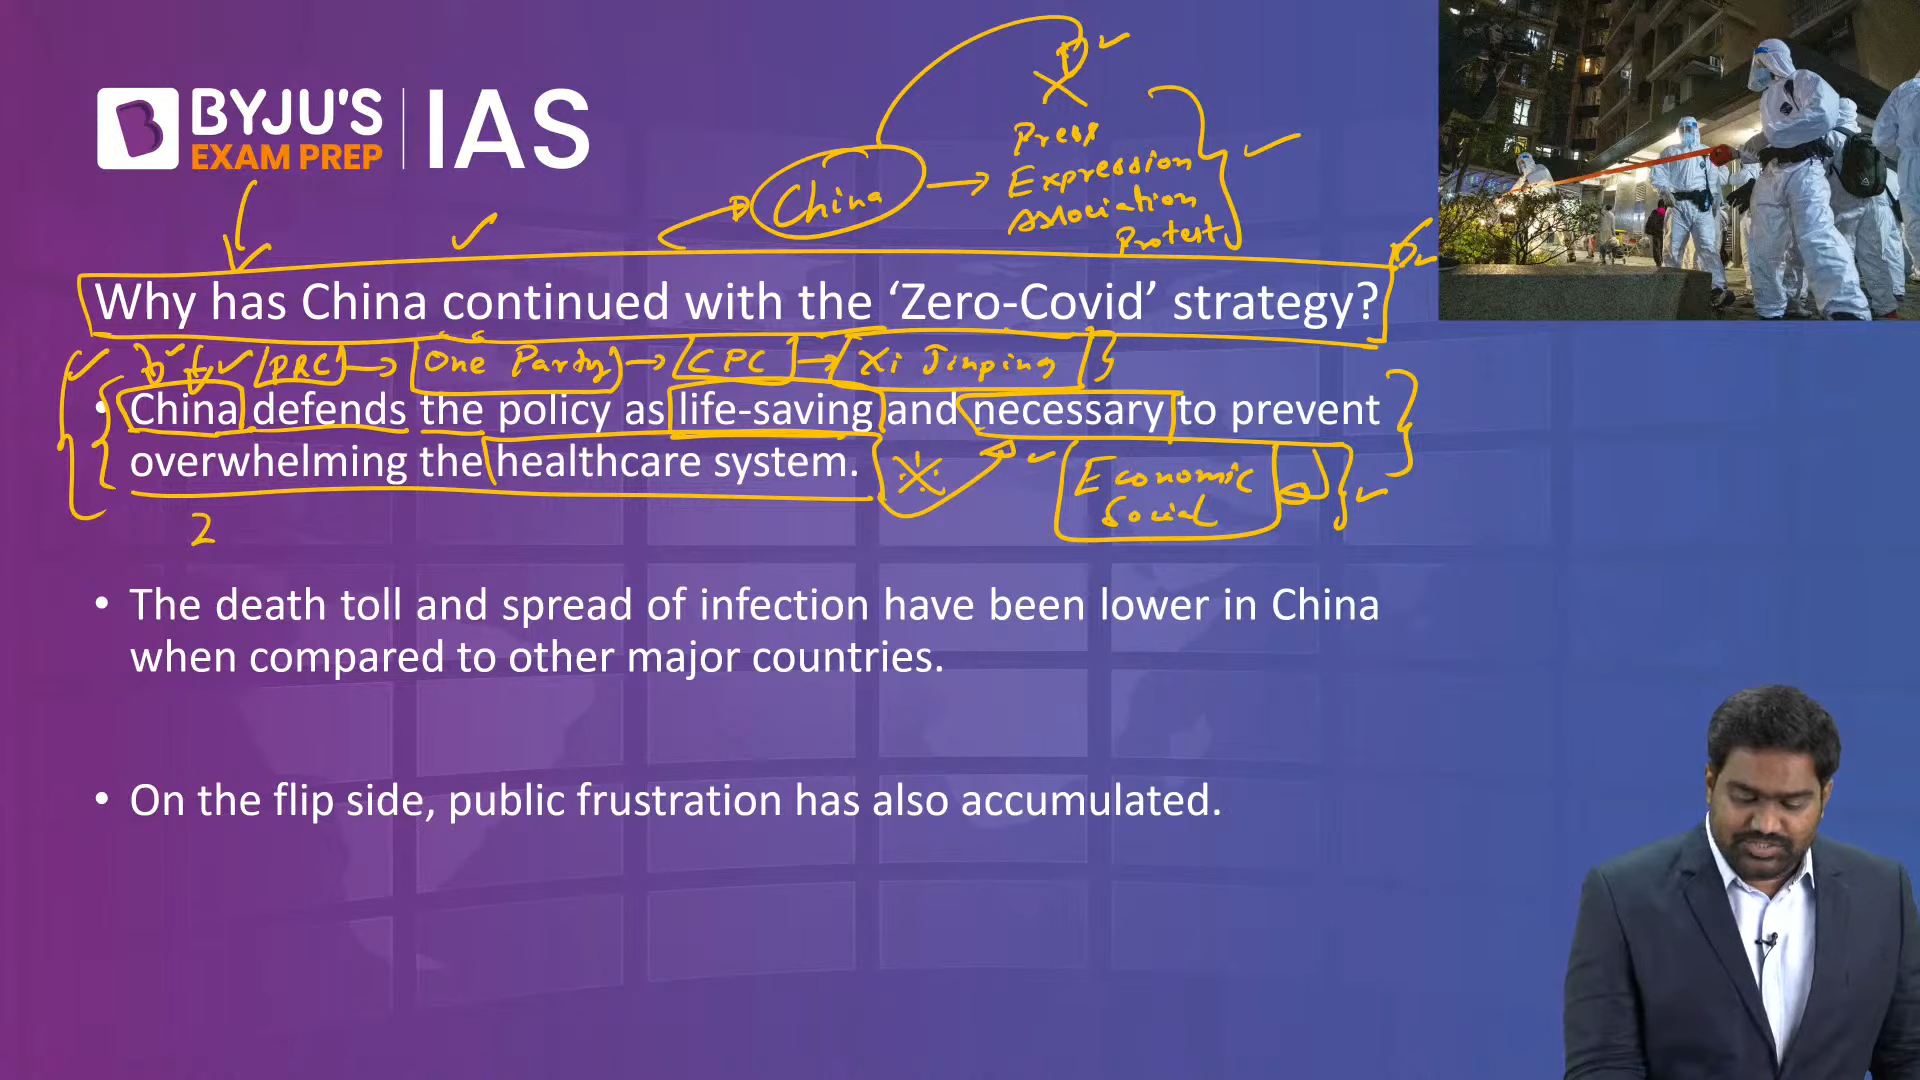 BYJU'S
EXAM PREP
IAS
China
Press
Expression
Association
Protest
Why has China continued with the ‘Zero-Covid’ strategy?
PRC
One Party
CPC
Xi Jinping
• China defends the policy as life-saving and necessary to prevent
overwhelming the healthcare system.
Economic
Social
2
• The death toll and spread of infection have been lower in China
when compared to other major countries.
• On the flip side, public frustration has also accumulated.